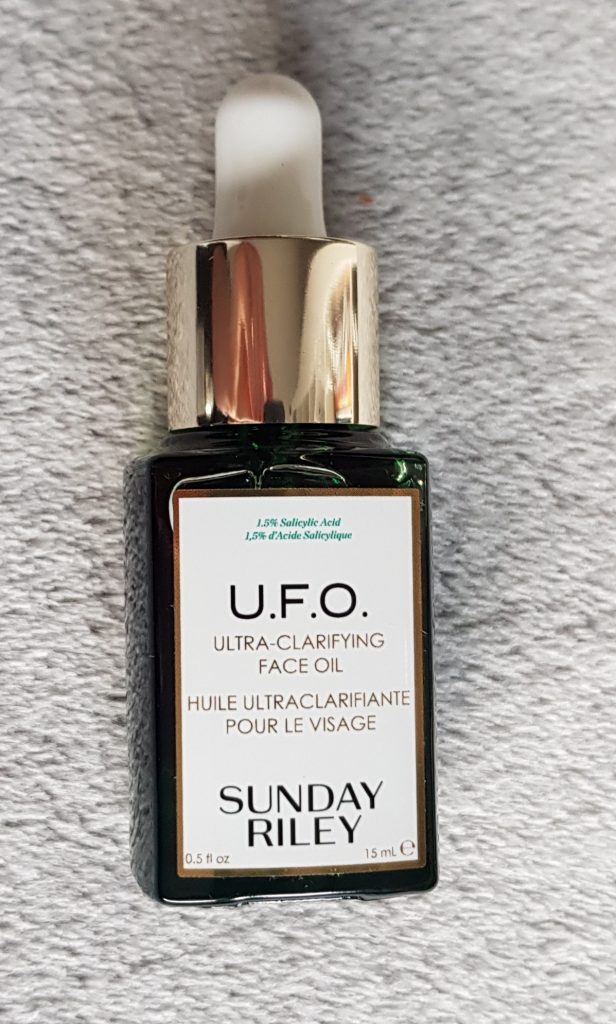 1.5% Salicylic Acid
1,5% d'Acide Salicylique
U.F.O.
ULTRA-CLARIFYING
FACE OIL
HUILE ULTRACLARIFIANTE
POUR LE VISAGE
SUNDAY
RILEY
0.5 fl oz 15 mL ℮